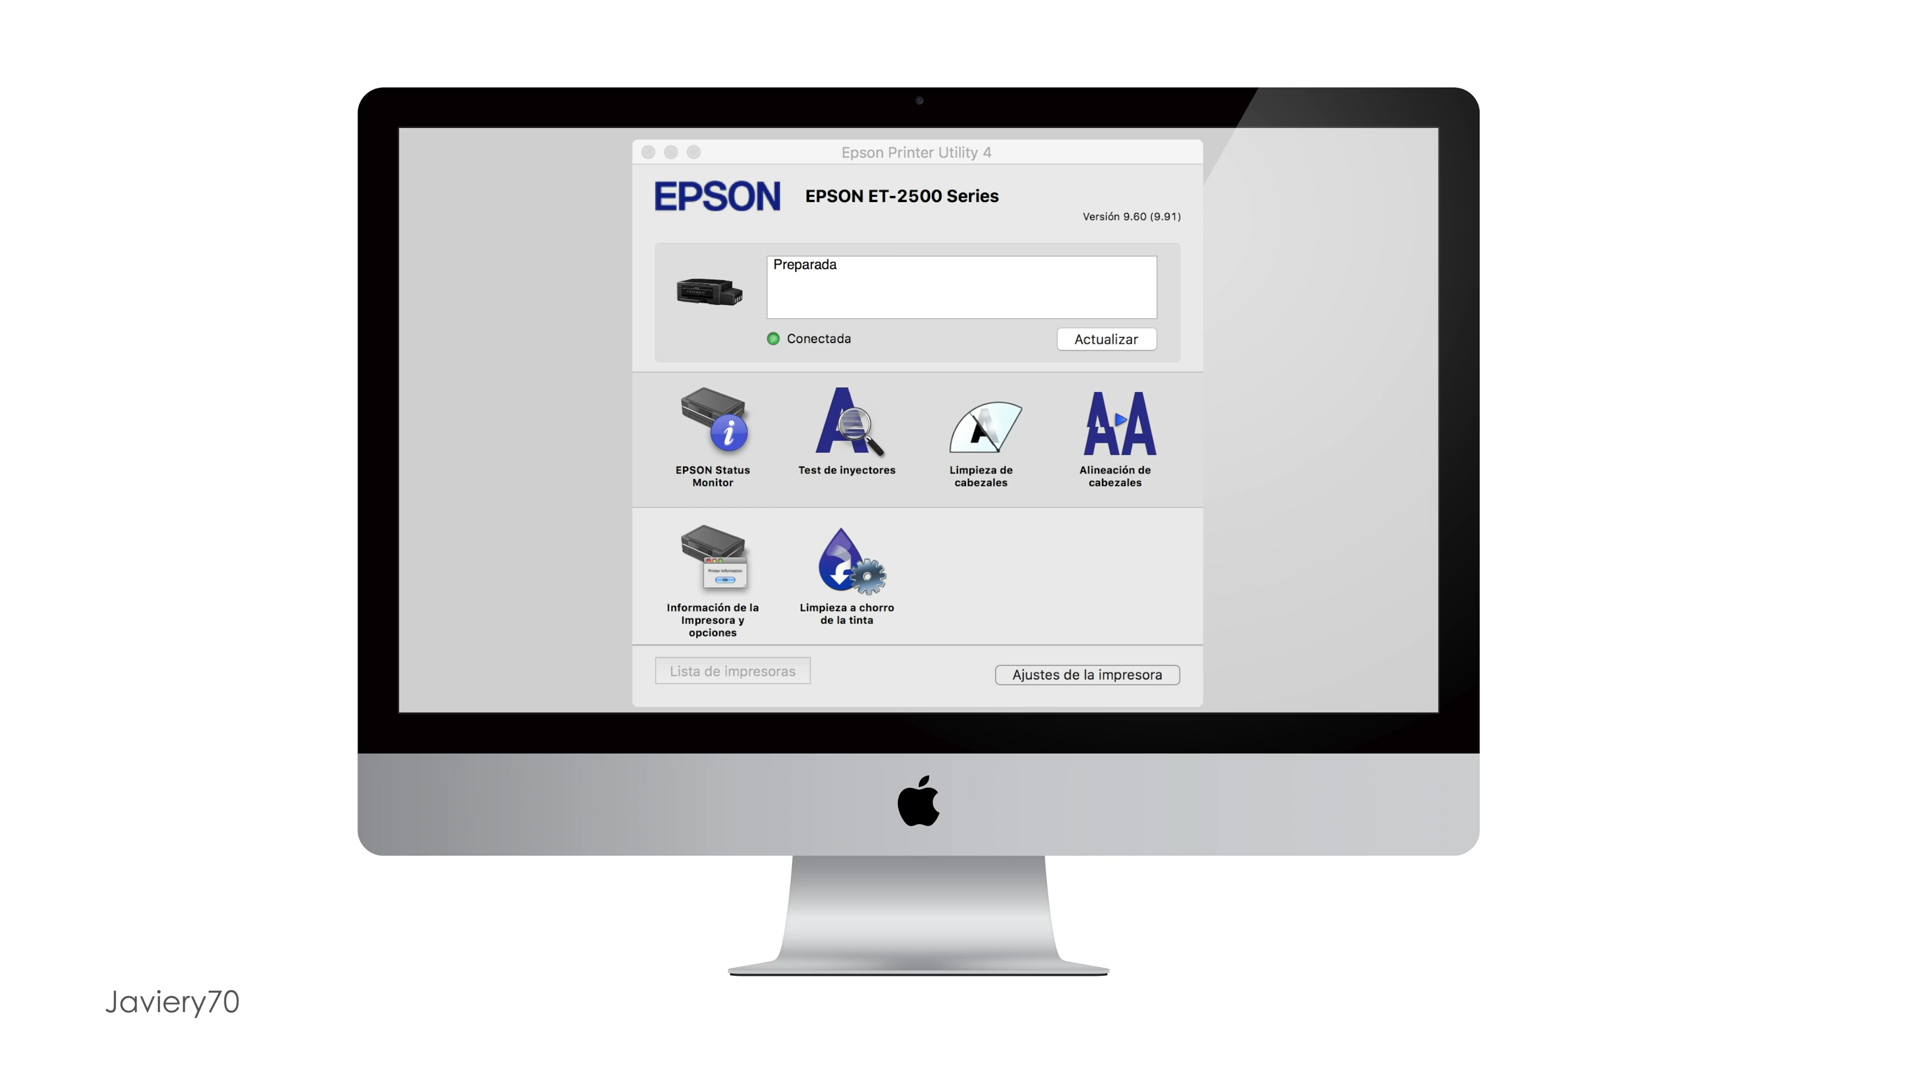 Epson Printer Utility 4
EPSON
EPSON ET-2500 Series
Versión 9.60 (9.91)
Preparada
Conectada
Actualizar
EPSON Status
Monitor
Test de inyectores
Limpieza de
cabezales
Alineación de
cabezales
Printer Information
Información de la
Impresora y
opciones
Limpieza a chorro
de la tinta
Lista de impresoras
Ajustes de la impresora
Javiery70